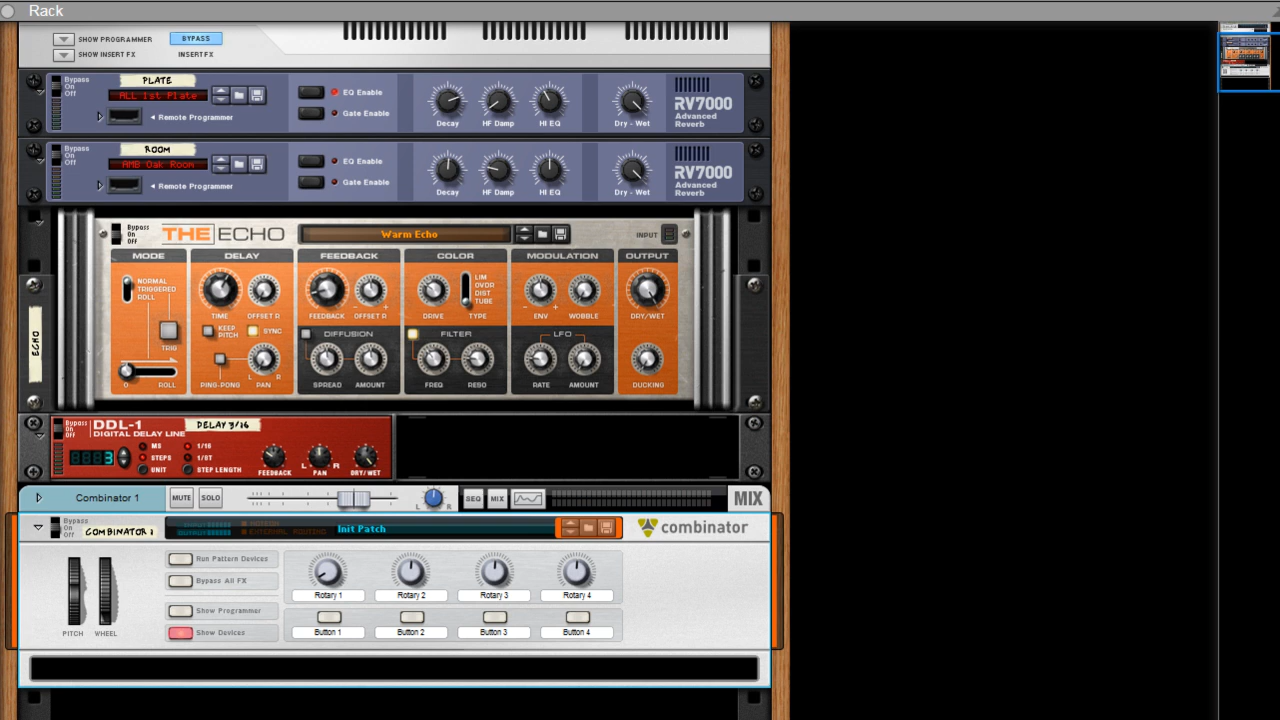 Rack
SHOW PROGRAMMER
BYPASS
SHOW INSERT FX
INSERT FX
Bypass
On
Off
PLATE
ALL 1st Plate
Remote Programmer
EQ Enable
Gate Enable
Decay
HF Damp
HI EQ
Dry - Wet
RV7000
Advanced
Reverb
Bypass
On
Off
ROOM
AMB Oak Room
Remote Programmer
EQ Enable
Gate Enable
Decay
HF Damp
HI EQ
Dry - Wet
RV7000
Advanced
Reverb
ECHO
Bypass
On
Off
THE ECHO
Warm Echo
INPUT
MODE
DELAY
FEEDBACK
COLOR
MODULATION
OUTPUT
NORMAL
TRIGGERED
ROLL
TRIG
0
ROLL
TIME
OFFSET R
KEEP
PITCH
SYNC
PING-PONG
L
R
PAN
FEEDBACK
- +
OFFSET R
DIFFUSION
SPREAD
AMOUNT
LIM
OVDR
DIST
TUBE
DRIVE
TYPE
FILTER
FREQ
RESO
- +
ENV
WOBBLE
LFO
RATE
AMOUNT
DRY/WET
DUCKING
Bypass
On
Off
DDL-1
DIGITAL DELAY LINE
DELAY 3/16
3
MS
STEPS
UNIT
1/16
1/8T
STEP LENGTH
FEEDBACK
L
R
PAN
DRY/WET
Combinator 1
MUTE
SOLO
L
R
SEQ
MIX
MIX
Bypass
On
Off
COMBINATOR 1
EXTERNAL ROUTING
Init Patch
combinator
PITCH
WHEEL
Run Pattern Devices
Bypass All FX
Show Programmer
Show Devices
Rotary 1
Rotary 2
Rotary 3
Rotary 4
Button 1
Button 2
Button 3
Button 4